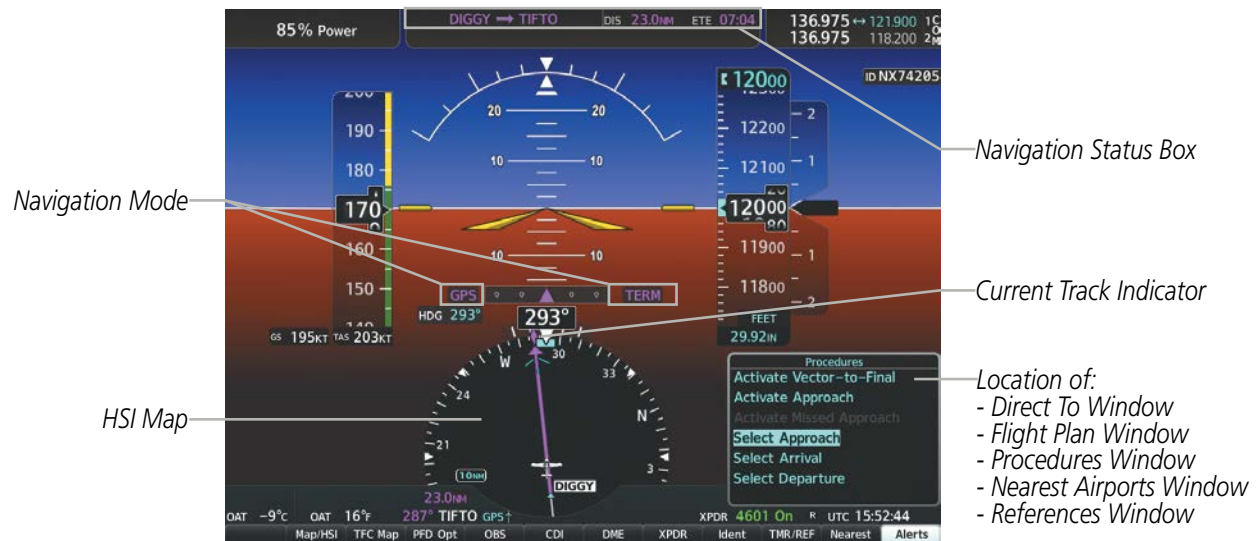 85% Power
DIGGY → TIFTO DIS 23.0NM ETE 07:04
136.975 ↔ 121.900 1C
136.975 118.200 2M
ID NX74205
Navigation Status Box
190
180
170
160
150
20 20
10 10
10 10
12000
12200
12100
12000
20
80
11900
11800
2
1
1
2
FEET
29.92IN
Navigation Mode
GPS TERM
HDG 293°
293°
GS 195KT TAS 203KT
Current Track Indicator
HSI Map
W 30 33 N 3
24
21
10NM
DIGGY
Procedures
Activate Vector-to-Final
Activate Approach
Activate Missed Approach
Select Approach
Select Arrival
Select Departure
Location of:
- Direct To Window
- Flight Plan Window
- Procedures Window
- Nearest Airports Window
- References Window
23.0NM
OAT -9°C OAT 16°F 287° TIFTO GPS↑ XPDR 4601 On R UTC 15:52:44
Map/HSI TFC Map PFD Opt OBS CDI DME XPDR Ident TMR/REF Nearest Alerts